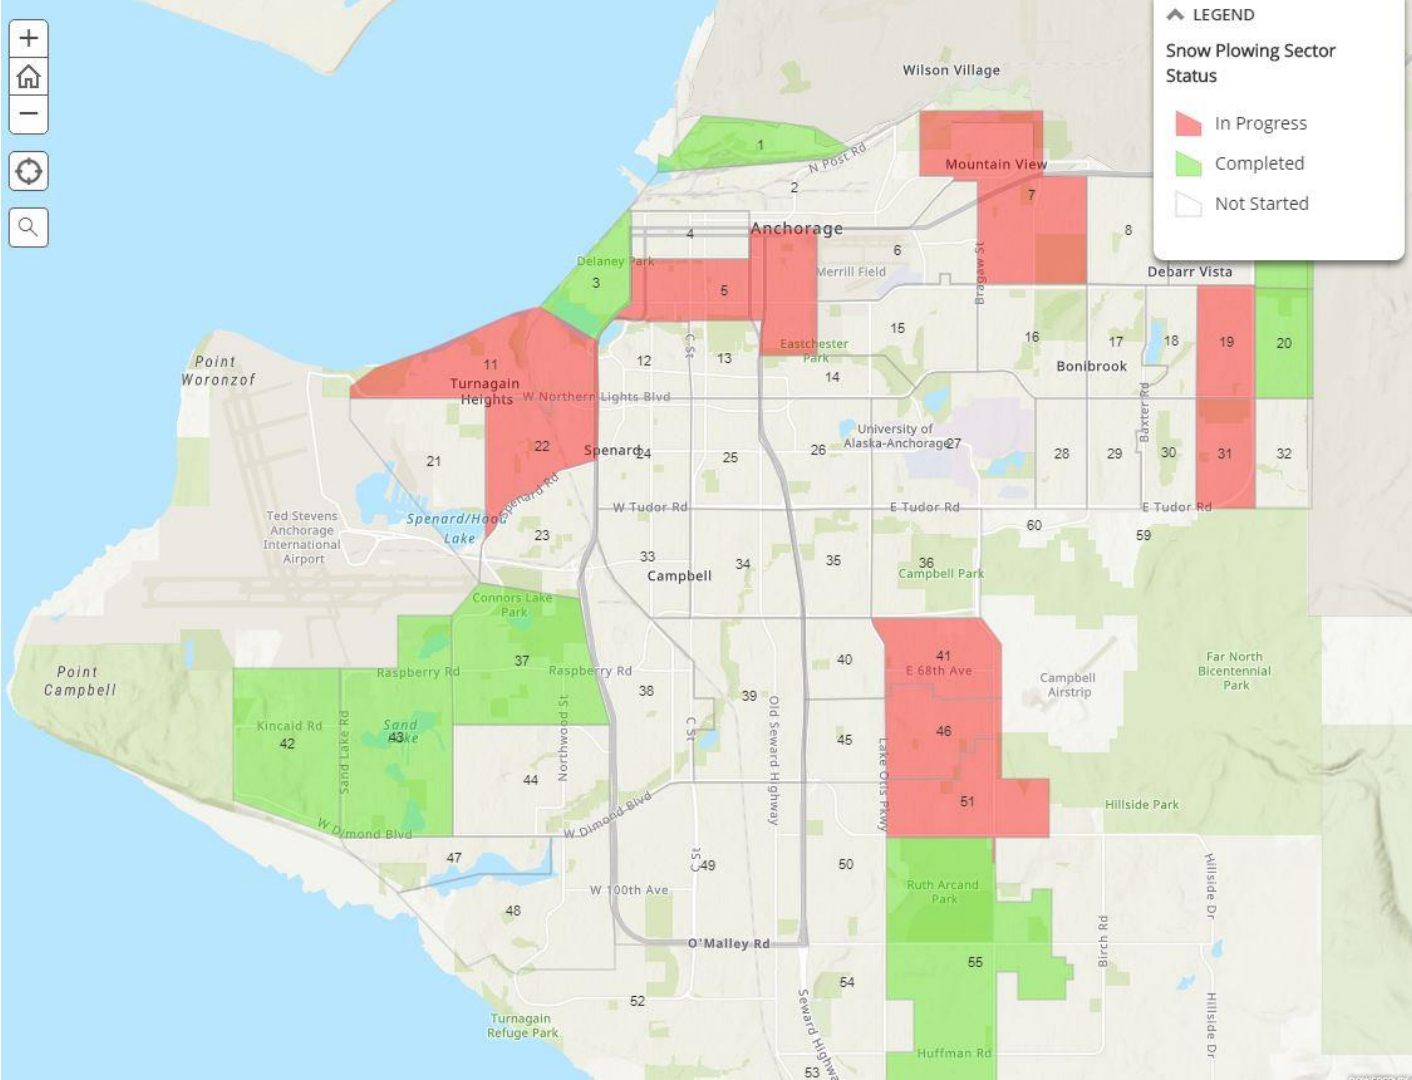 LEGEND
Snow Plowing Sector
Status
In Progress
Completed
Not Started
Wilson Village
1
N Post Rd
Mountain View
2
7
4
Anchorage
8
6
Delaney Park
Merrill Field
Bragaw St
Debarr Vista
3
5
15
16
17
18
19
20
C St
12
13
Eastchester
Park
Bonibrook
Point
Woronzof
11
14
Turnagain
Heights
W Northern Lights Blvd
Baxter Rd
University of
Alaska-Anchorage
27
22
Spenard
24
25
26
28
29
30
31
32
21
Spenard Rd
W Tudor Rd
E Tudor Rd
E Tudor Rd
Ted Stevens
Anchorage
International
Airport
Spenard/Hood
Lake
23
60
59
33
34
35
36
Campbell
Campbell Park
Connors Lake
Park
37
40
41
Point
Campbell
Raspberry Rd
Raspberry Rd
E 68th Ave
Campbell
Airstrip
Far North
Bicentennial
Park
38
39
Kincaid Rd
42
Sand Lake Rd
Sand
Lake
43
Northwood St
C St
Old Seward Highway
45
46
Lake Otis Pkwy
44
51
Hillside Park
W Dimond Blvd
W Dimond Blvd
47
C St
49
50
Hillside Dr
W 100th Ave
Ruth Arcand
Park
48
Birch Rd
O'Malley Rd
55
54
52
Seward Highwa
Hillside Dr
Turnagain
Refuge Park
Huffman Rd
53